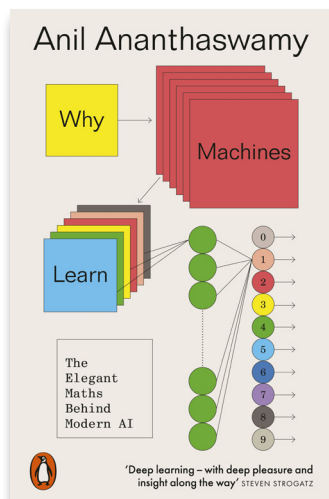 Anil Ananthaswamy
Why
Machines
Learn
0
1
2
3
4
5
6
7
8
9
The
Elegant
Maths
Behind
Modern AI
'Deep learning – with deep pleasure and
insight along the way' STEVEN STROGATZ